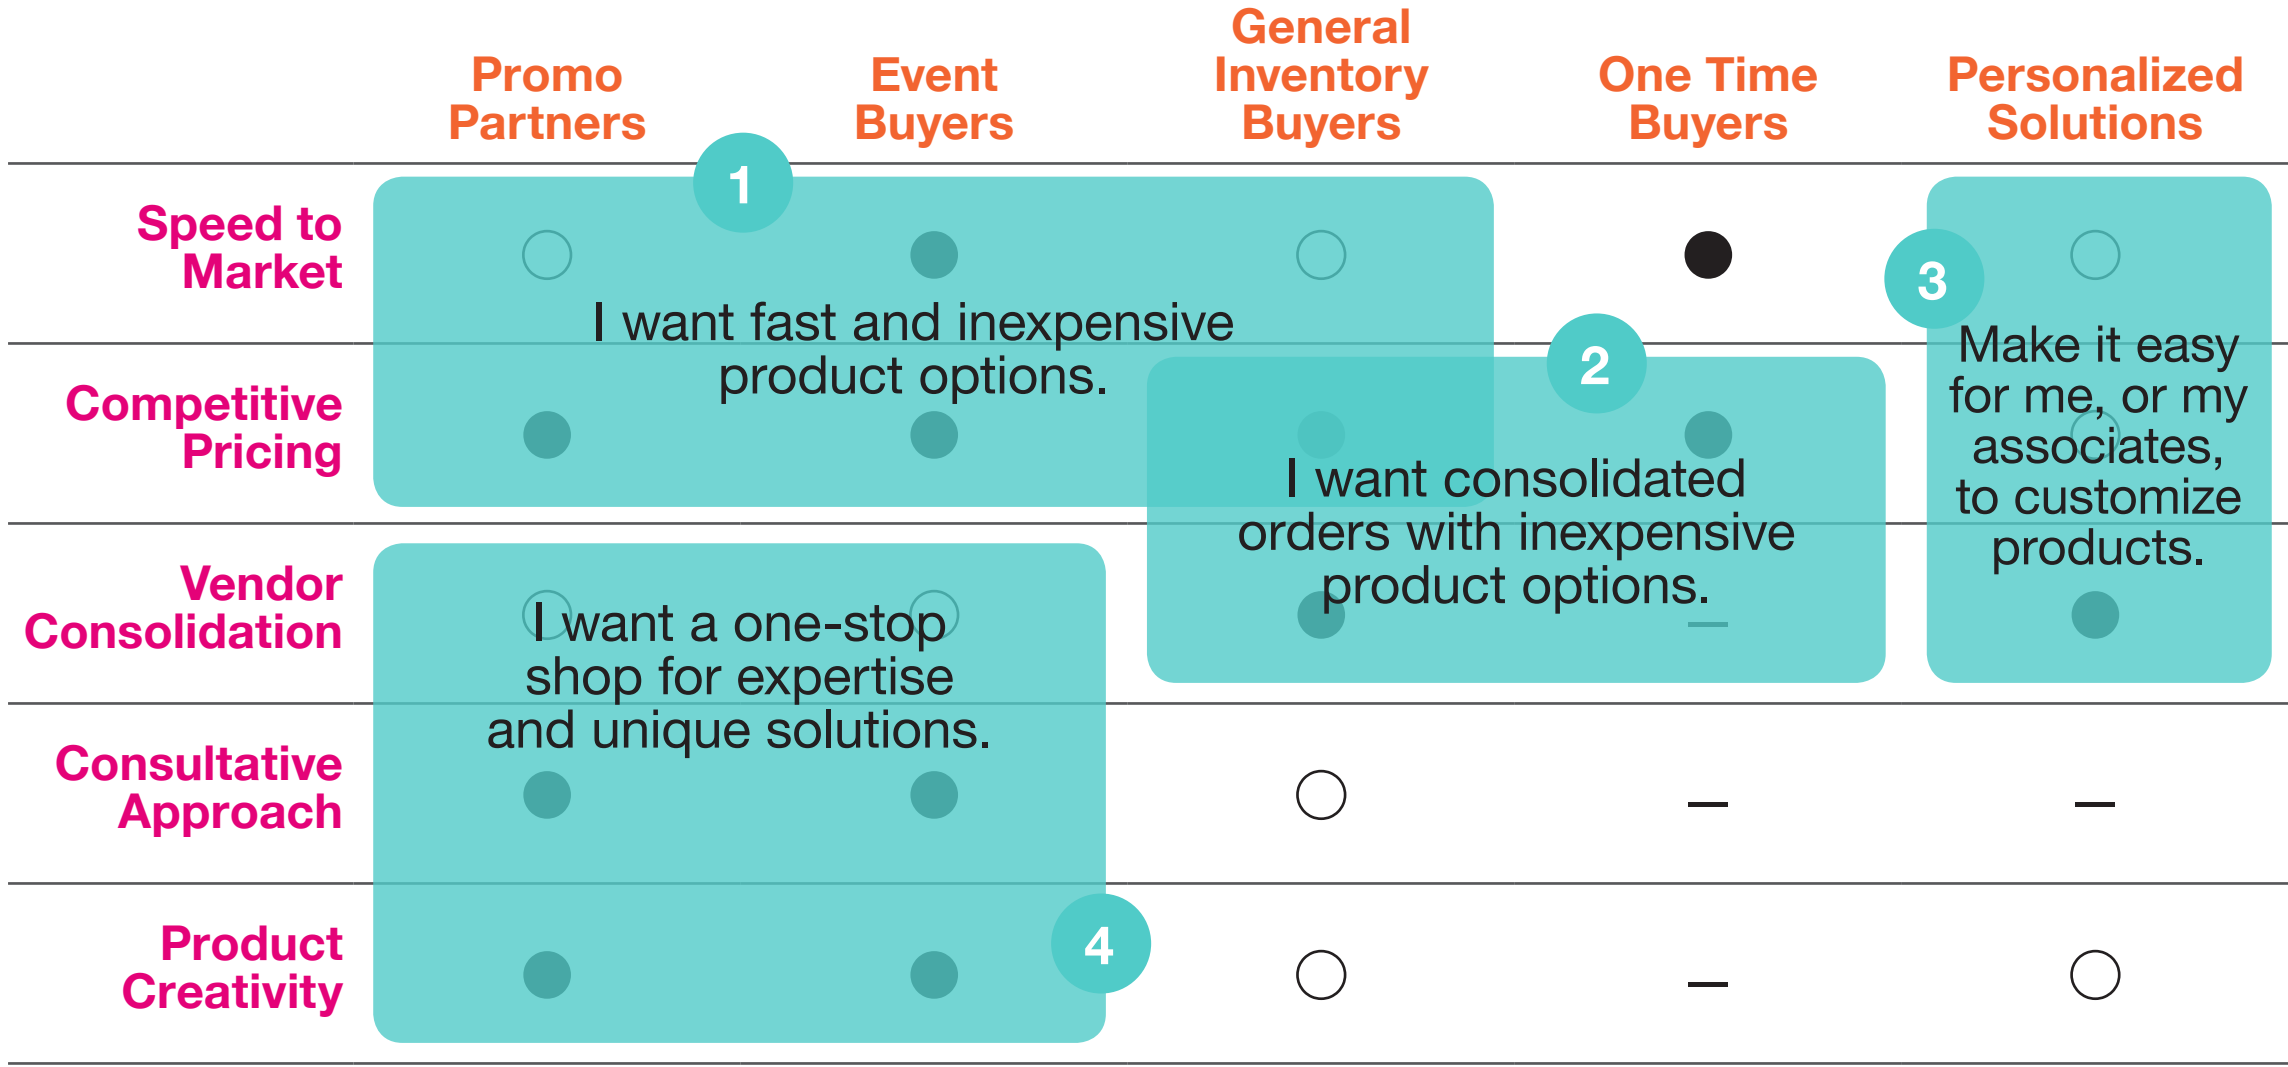 Promo
Partners
Event
Buyers
General
Inventory
Buyers
One Time
Buyers
Personalized
Solutions
Speed to
Market
Competitive
Pricing
Vendor
Consolidation
Consultative
Approach
Product
Creativity
1
I want fast and inexpensive
product options.
2
I want consolidated
orders with inexpensive
product options.
3
Make it easy
for me, or my
associates,
to customize
products.
I want a one-stop
shop for expertise
and unique solutions.
4